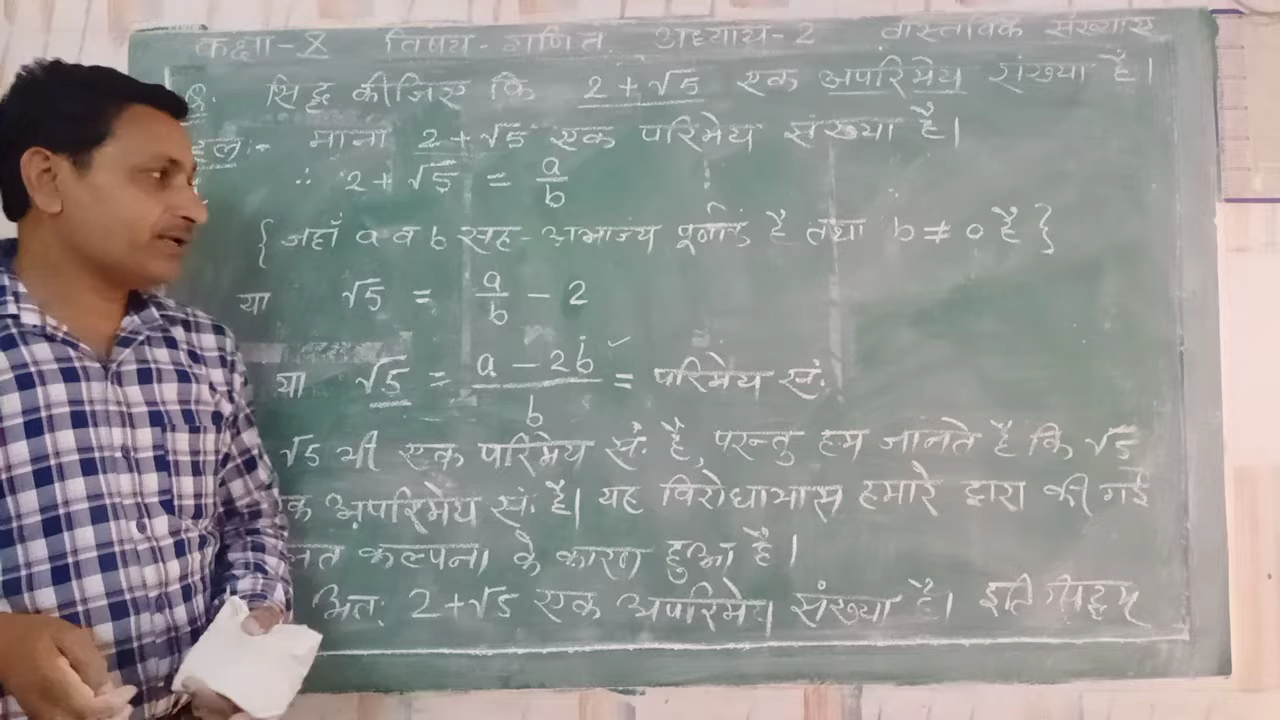 कक्षा-X विषय-गणित अध्याय-2 वास्तविक संख्याएं
सिद्ध कीजिए कि 2+√5 एक अपरिमेय संख्या है।
हल:- माना 2+√5 एक परिमेय संख्या है।
∴ 2+√5 = a/b
{जहाँ a व b सह-अभाज्य पूर्णांक है तथा b ≠ 0 है}
या √5 = a/b - 2
या √5 = (a - 2b)/b = परिमेय सं:
√5 भी एक परिमेय सं: है, परन्तु हम जानते है कि √5
क अपरिमेय सं: है। यह विरोधाभास हमारे द्वारा की गई
लत कल्पना के कारण हुआ है।
अत: 2+√5 एक अपरिमेय संख्या है। इति सिद्धम्